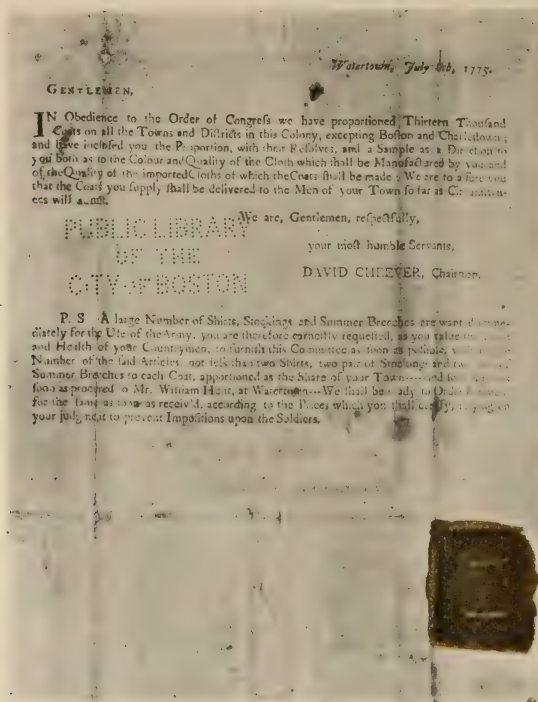 Watertown, July 1775.
GENTLEMEN,
IN Obedience to the Order of Congreſs we have proportioned Thirteen Thouſand
Coats on all the Towns and Diſtricts in this Colony, excepting Boſton and Charleſtown ;
and have incloſed you the Proportion, with their Reſolves, and a Sample as a Direction to
you both as to the Colour and Quality of the Cloth which ſhall be Manufactured by you and
of the Quality of the imported Cloths of which the Coats ſhall be made ; We are to
that the Coats you ſupply ſhall be delivered to the Men of your Town ſo far as
ces will admit.
We are, Gentlemen, reſpectfully,
your moſt humble Servants,
DAVID CHEEVER, Chairman.
PUBLIC LIBRARY
OF THE
CITY OF BOSTON
P. S A large Number of Shirts, Stockings and Summer Breeches are
diately for the Uſe of the Army, you are therefore earneſtly requeſted, as you value
and Health of your Countrymen, to furniſh this Committee as ſoon as poſſible,
Number of the ſaid Articles, not leſs than two Shirts, two pair of Stockings and
Summer Breeches to each Coat, apportioned as the Share of your Town
ſoon as procured to Mr. William Hunt, at Watertown---We ſhall be ready to
for the ſame as ſoon as receiv'd, according to the Prices which you ſhall certify,
your judgment to prevent Impoſitions upon the Soldiers.